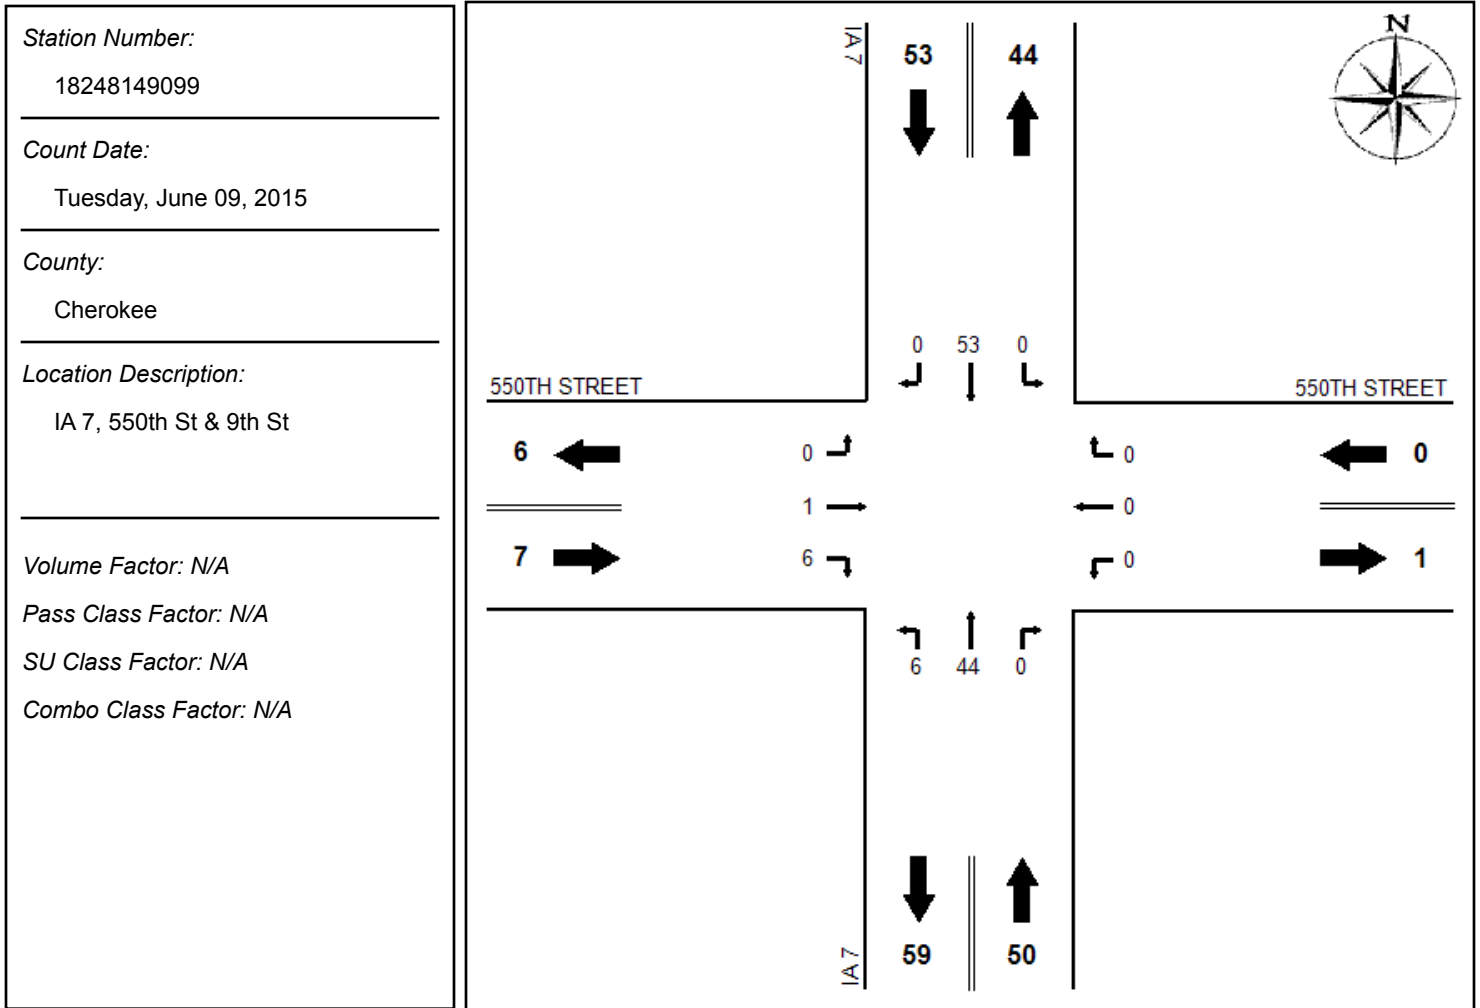 Station Number:
18248149099
Count Date:
Tuesday, June 09, 2015
County:
Cherokee
Location Description:
IA 7, 550th St & 9th St
Volume Factor: N/A
Pass Class Factor: N/A
SU Class Factor: N/A
Combo Class Factor: N/A
N
IA 7
53 44
0 53 0
550TH STREET
550TH STREET
6 0 0 0
1 0
7 6 0 1
6 44 0
IA 7
59 50